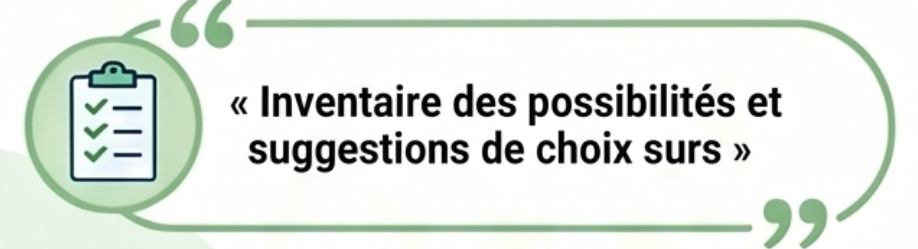 « Inventaire des possibilités et
suggestions de choix surs »